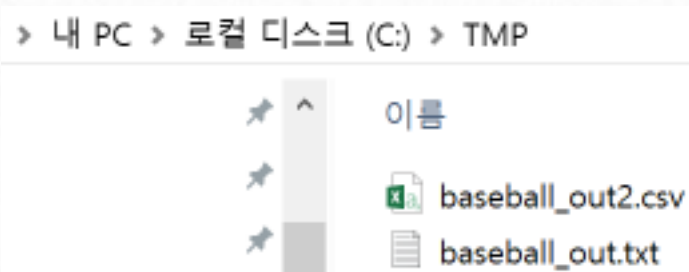 > 내 PC > 로컬 디스크 (C:) > TMP
이름
baseball_out2.csv
baseball_out.txt